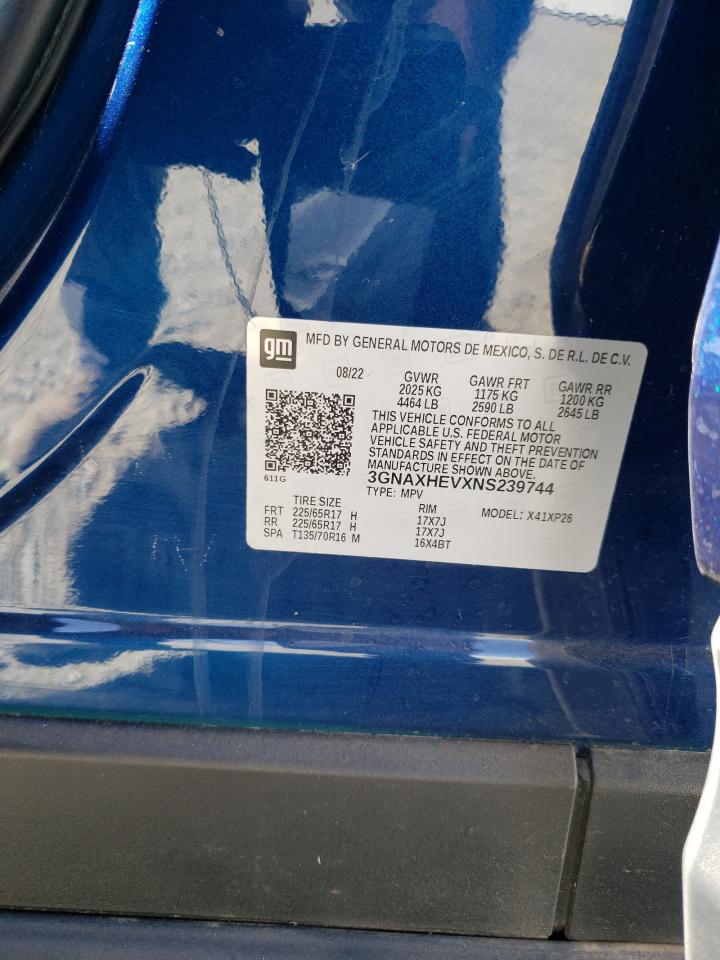 gm
MFD BY GENERAL MOTORS DE MEXICO, S. DE R.L. DE C.V.
08/22 GVWR GAWR FRT GAWR RR
2025 KG 1175 KG 1200 KG
4464 LB 2590 LB 2645 LB
THIS VEHICLE CONFORMS TO ALL
APPLICABLE U.S. FEDERAL MOTOR
VEHICLE SAFETY AND THEFT PREVENTION
STANDARDS IN EFFECT ON THE DATE OF
MANUFACTURE SHOWN ABOVE.
611G
3GNAXHEVXNS239744
TYPE: MPV
TIRE SIZE RIM MODEL: X41XP26
FRT 225/65R17 H 17X7J
RR 225/65R17 H 17X7J
SPA T135/70R16 M 16X4BT